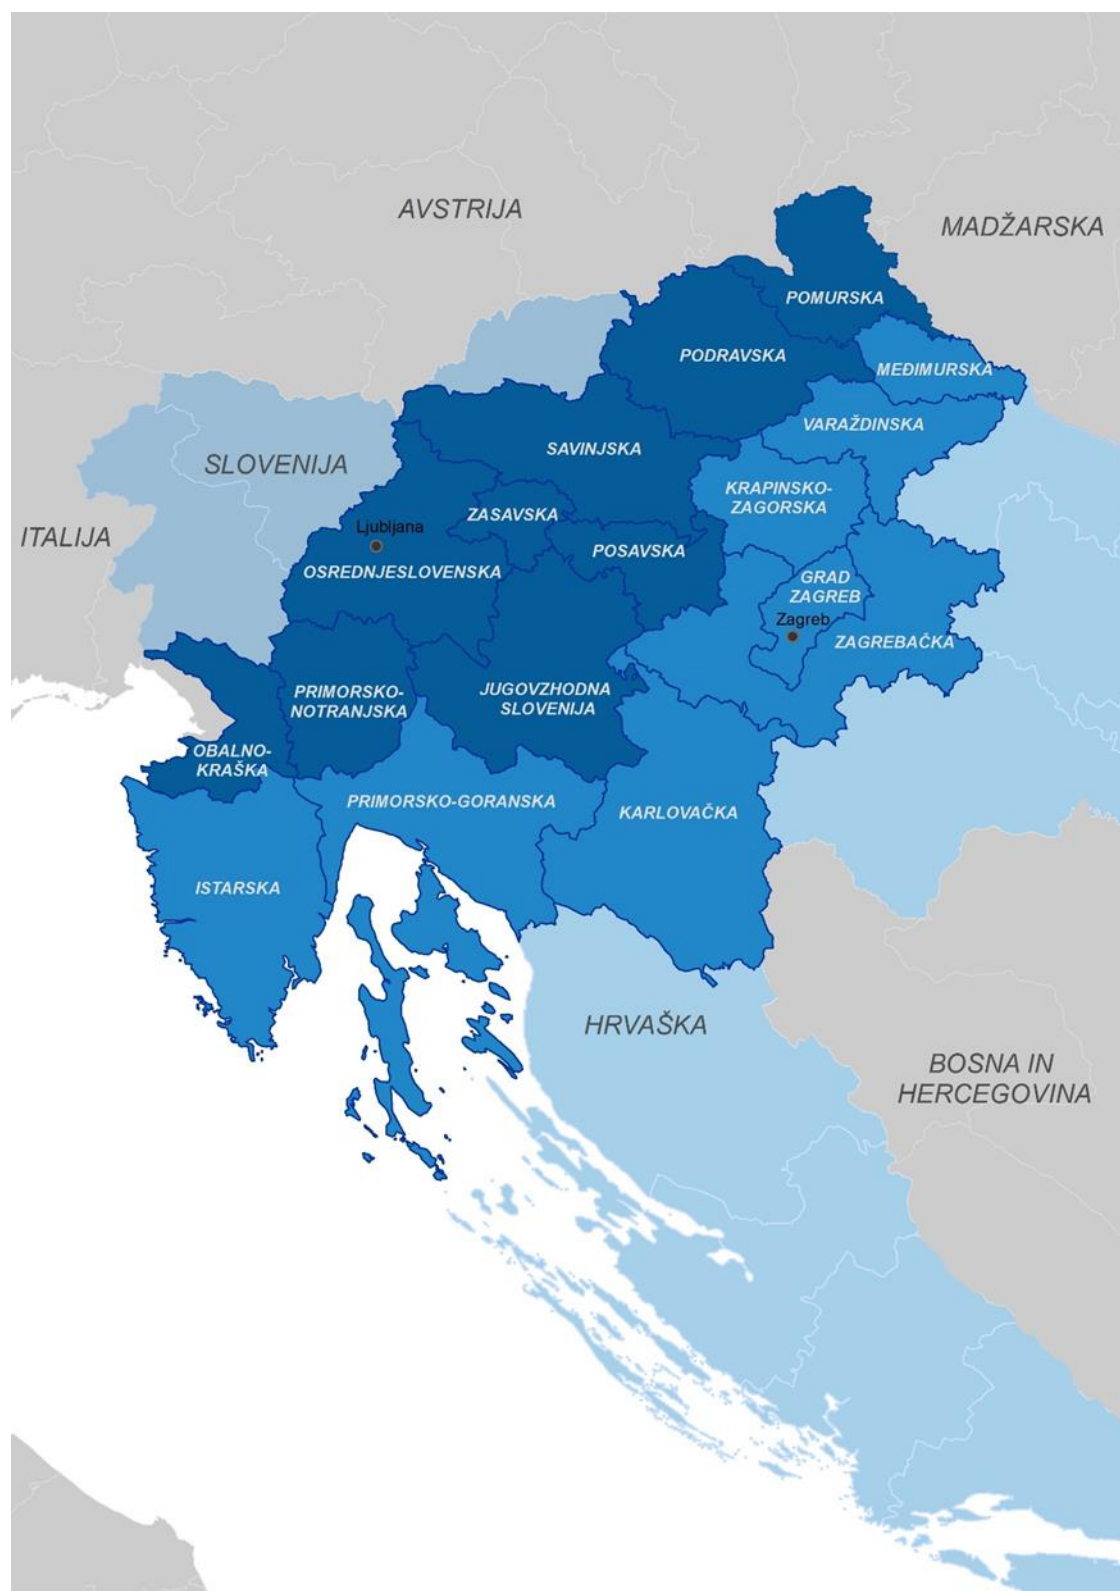 AVSTRIJA
MADŽARSKA
POMURSKA
PODRAVSKA
MEĐIMURSKA
VARAŽDINSKA
SAVINJSKA
SLOVENIJA
KRAPINSKO-
ZAGORSKA
ZASAVSKA
Ljubljana
ITALIJA
POSAVSKA
OSREDNJESLOVENSKA
GRAD
ZAGREB
Zagreb
ZAGREBAČKA
PRIMORSKO-
NOTRANJSKA
JUGOVZHODNA
SLOVENIJA
OBALNO-
KRAŠKA
PRIMORSKO-GORANSKA
KARLOVAČKA
ISTARSKA
HRVAŠKA
BOSNA IN
HERCEGOVINA